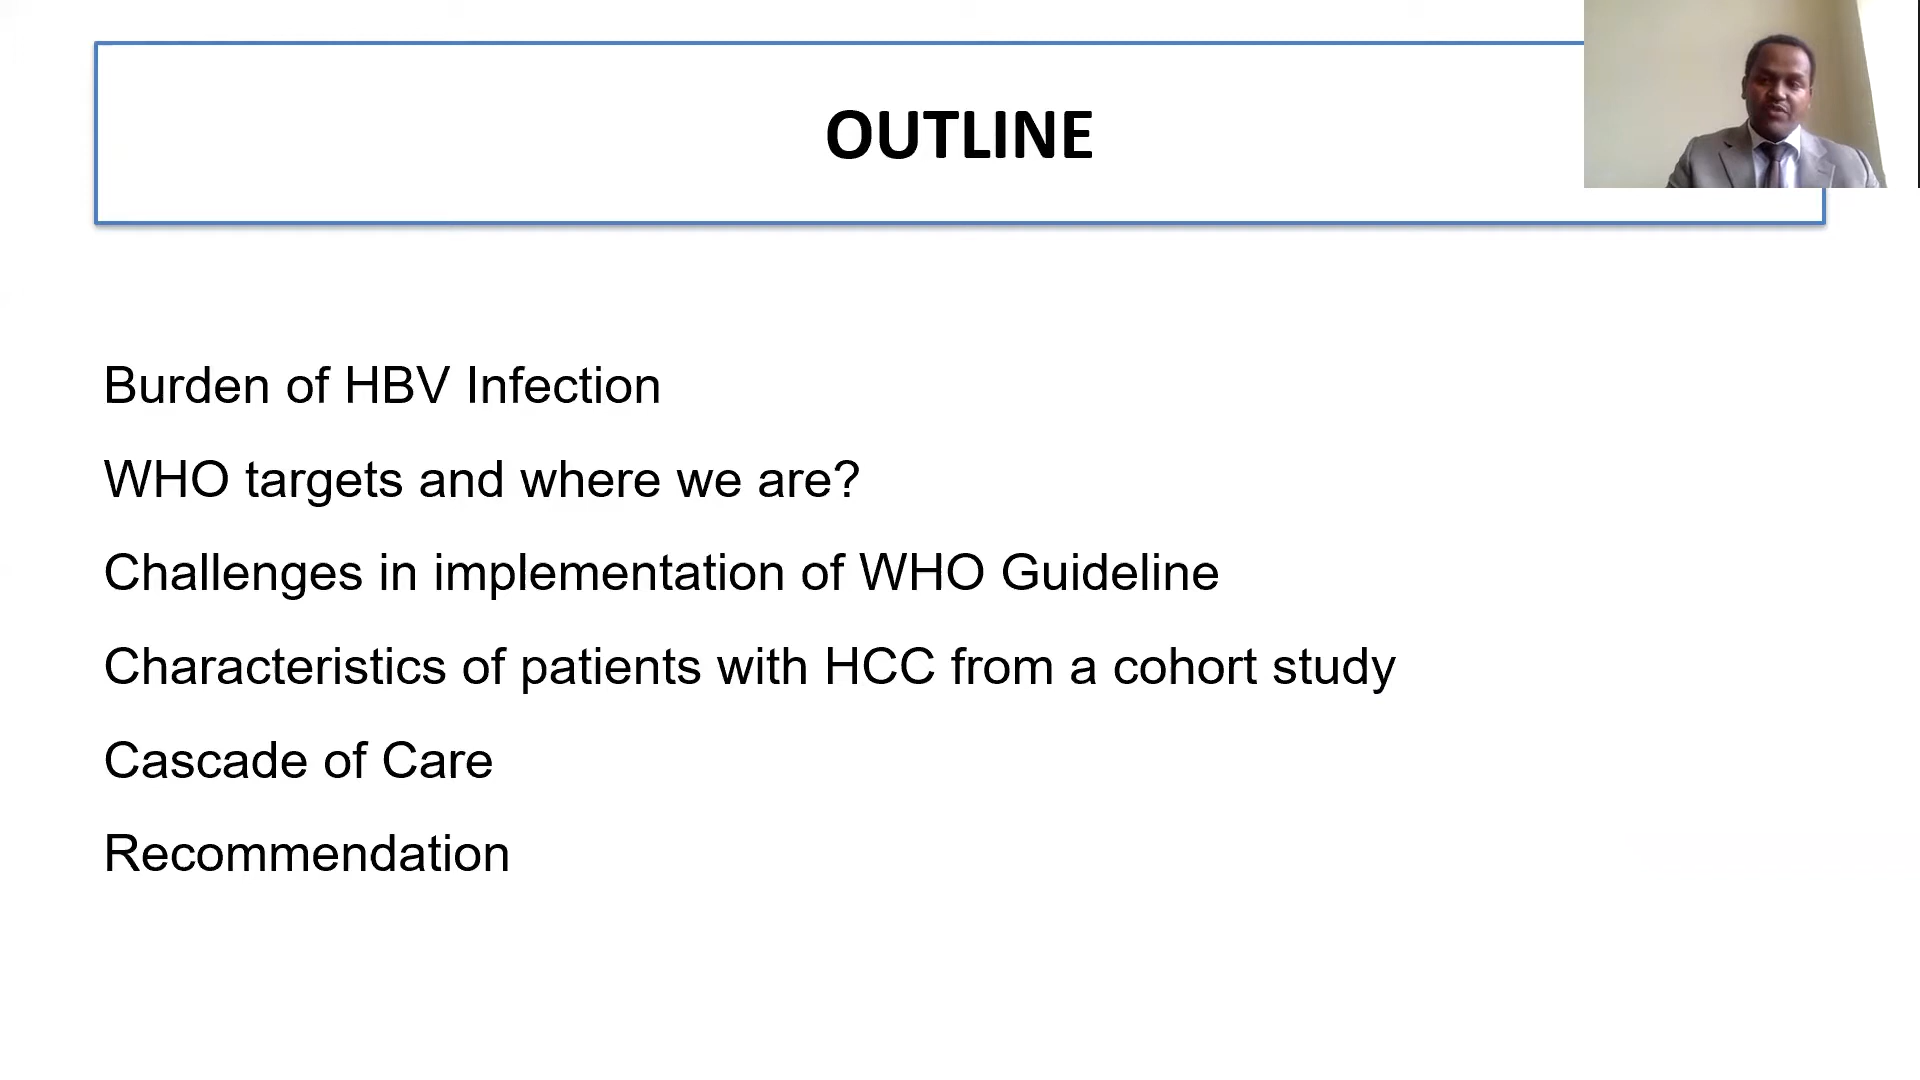 OUTLINE
Burden of HBV Infection
WHO targets and where we are?
Challenges in implementation of WHO Guideline
Characteristics of patients with HCC from a cohort study
Cascade of Care
Recommendation